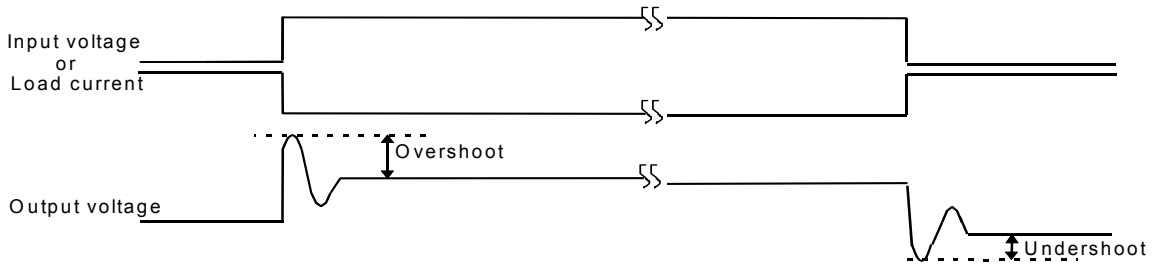 Input voltage
or
Load current
Overshoot
Output voltage
Undershoot